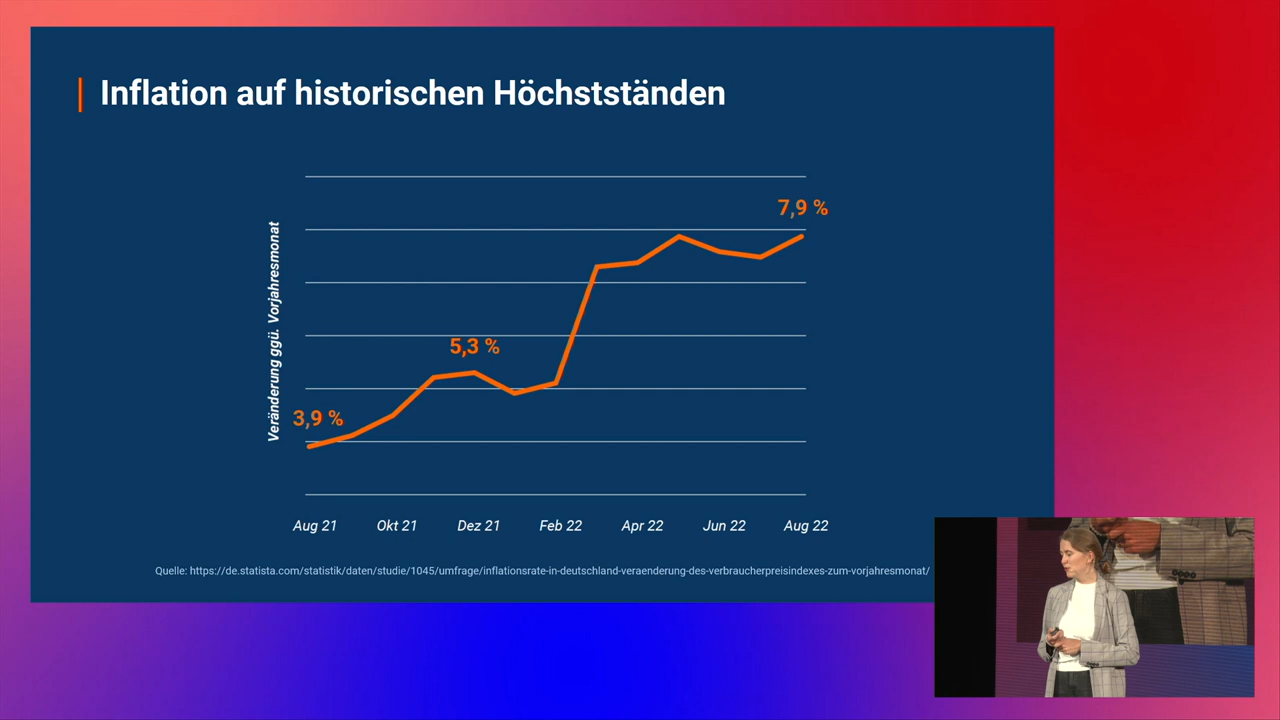 Inflation auf historischen Höchstständen
Veränderung ggü. Vorjahresmonat
3,9 %
5,3 %
7,9 %
Aug 21
Okt 21
Dez 21
Feb 22
Apr 22
Jun 22
Aug 22
Quelle: https://de.statista.com/statistik/daten/studie/1045/umfrage/inflationsrate-in-deutschland-veraenderung-des-verbraucherpreisindexes-zum-vorjahresmonat/